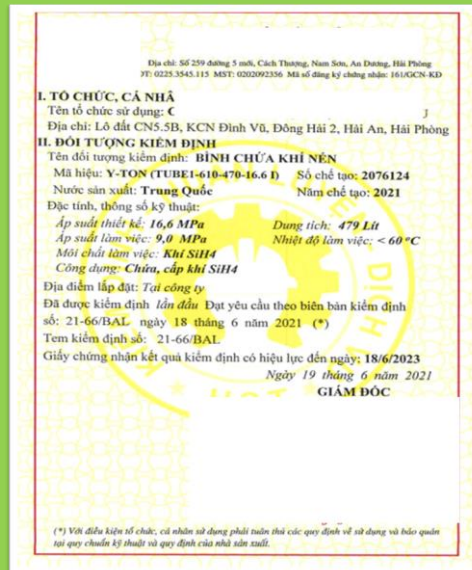 Địa chỉ: Số 259 đường 5 mới, Cách Thượng, Nam Sơn, An Dương, Hải Phòng
ĐT: 0225.3545.115 MST: 0202092356 Mã số đăng ký chứng nhận: 161/GCN-KĐ
I. TỔ CHỨC, CÁ NHÂ
Tên tổ chức sử dụng: C
Địa chỉ: Lô đất CN5.5B, KCN Đình Vũ, Đông Hải 2, Hải An, Hải Phòng
II. ĐỐI TƯỢNG KIỂM ĐỊNH
Tên đối tượng kiểm định: BÌNH CHỨA KHÍ NÉN
Mã hiệu: Y-TON (TUBE1-610-470-16.6 I) Số chế tạo: 2076124
Nước sản xuất: Trung Quốc Năm chế tạo: 2021
Đặc tính, thông số kỹ thuật:
Áp suất thiết kế: 16,6 MPa Dung tích: 479 Lít
Áp suất làm việc: 9,0 MPa Nhiệt độ làm việc: < 60 °C
Môi chất làm việc: Khí SiH4
Công dụng: Chứa, cấp khí SiH4
Địa điểm lắp đặt: Tại công ty
Đã được kiểm định lần đầu Đạt yêu cầu theo biên bản kiểm định
số: 21-66/BAL ngày 18 tháng 6 năm 2021 (*)
Tem kiểm định số: 21-66/BAL
Giấy chứng nhận kết quả kiểm định có hiệu lực đến ngày: 18/6/2023
Ngày 19 tháng 6 năm 2021
GIÁM ĐỐC
(*) Với điều kiện tổ chức, cá nhân sử dụng phải tuân thủ các quy định về sử dụng và bảo quản
tại quy chuẩn kỹ thuật và quy định của nhà sản xuất.